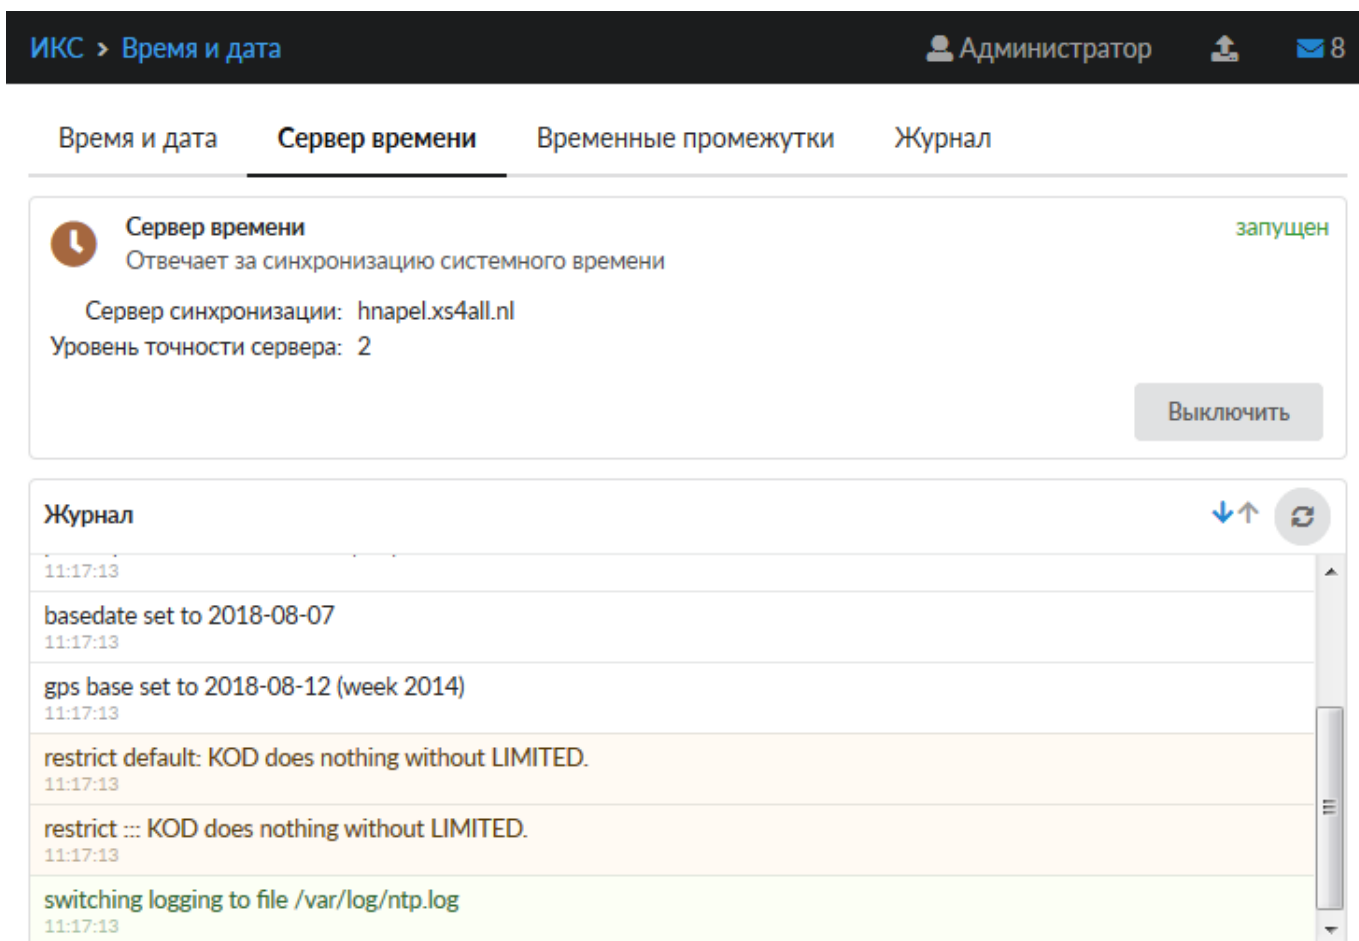 ИКС > Время и дата Администратор 8
Время и дата Сервер времени Временные промежутки Журнал
Сервер времени запущен
Отвечает за синхронизацию системного времени
Сервер синхронизации: hnapel.xs4all.nl
Уровень точности сервера: 2
Выключить
Журнал
11:17:13
basedate set to 2018-08-07
11:17:13
gps base set to 2018-08-12 (week 2014)
11:17:13
restrict default: KOD does nothing without LIMITED.
11:17:13
restrict ::: KOD does nothing without LIMITED.
11:17:13
switching logging to file /var/log/ntp.log
11:17:13